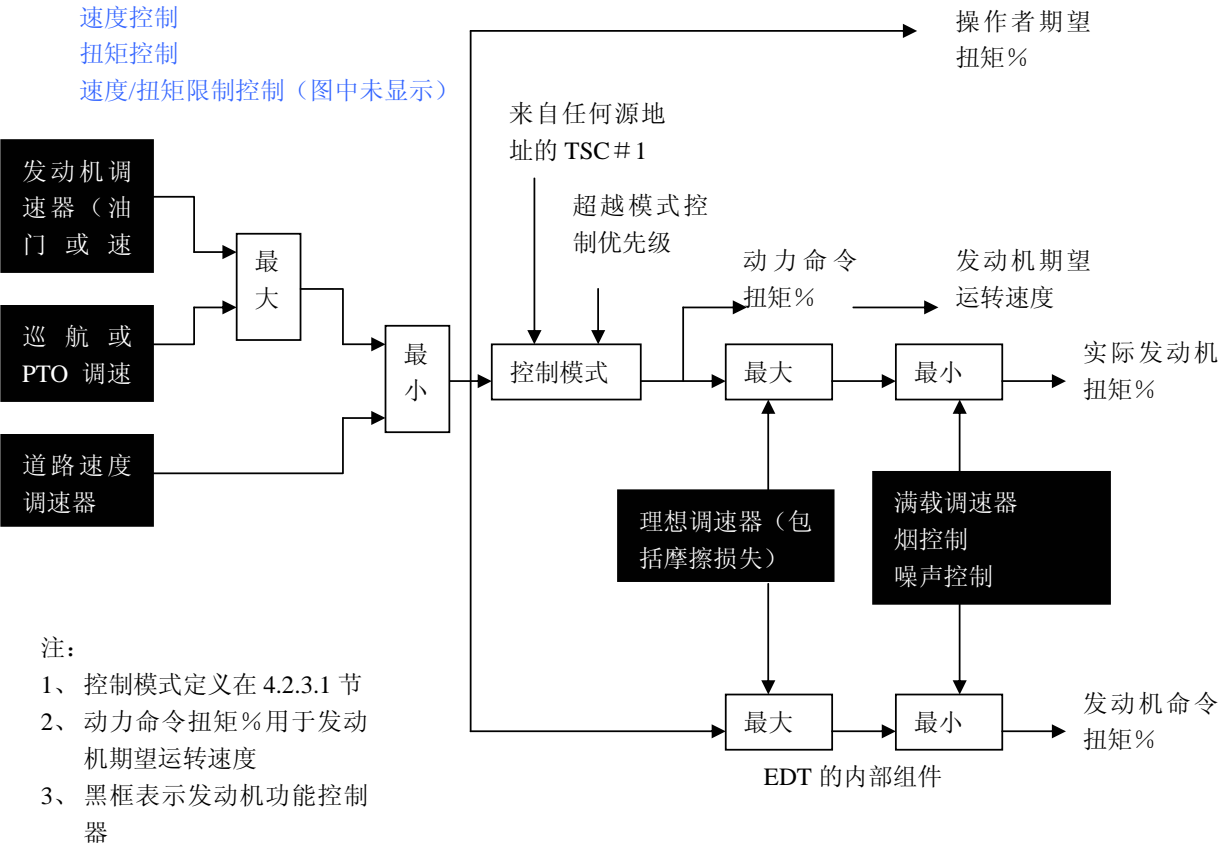 速度控制
扭矩控制
速度/扭矩限制控制（图中未显示）
操作者期望
扭矩％
来自任何源地
址的 TSC＃1
超越模式控
制优先级
发动机调
速器（油
门或速
最
大
动力命令
扭矩％
发动机期望
运转速度
巡航或
PTO 调速
最
小
控制模式
最大
最小
实际发动机
扭矩％
道路速度
调速器
理想调速器（包
括摩擦损失）
满载调速器
烟控制
噪声控制
注：
1、 控制模式定义在 4.2.3.1 节
2、 动力命令扭矩％用于发动
机期望运转速度
3、 黑框表示发动机功能控制
器
最大
最小
发动机命令
扭矩％
EDT 的内部组件